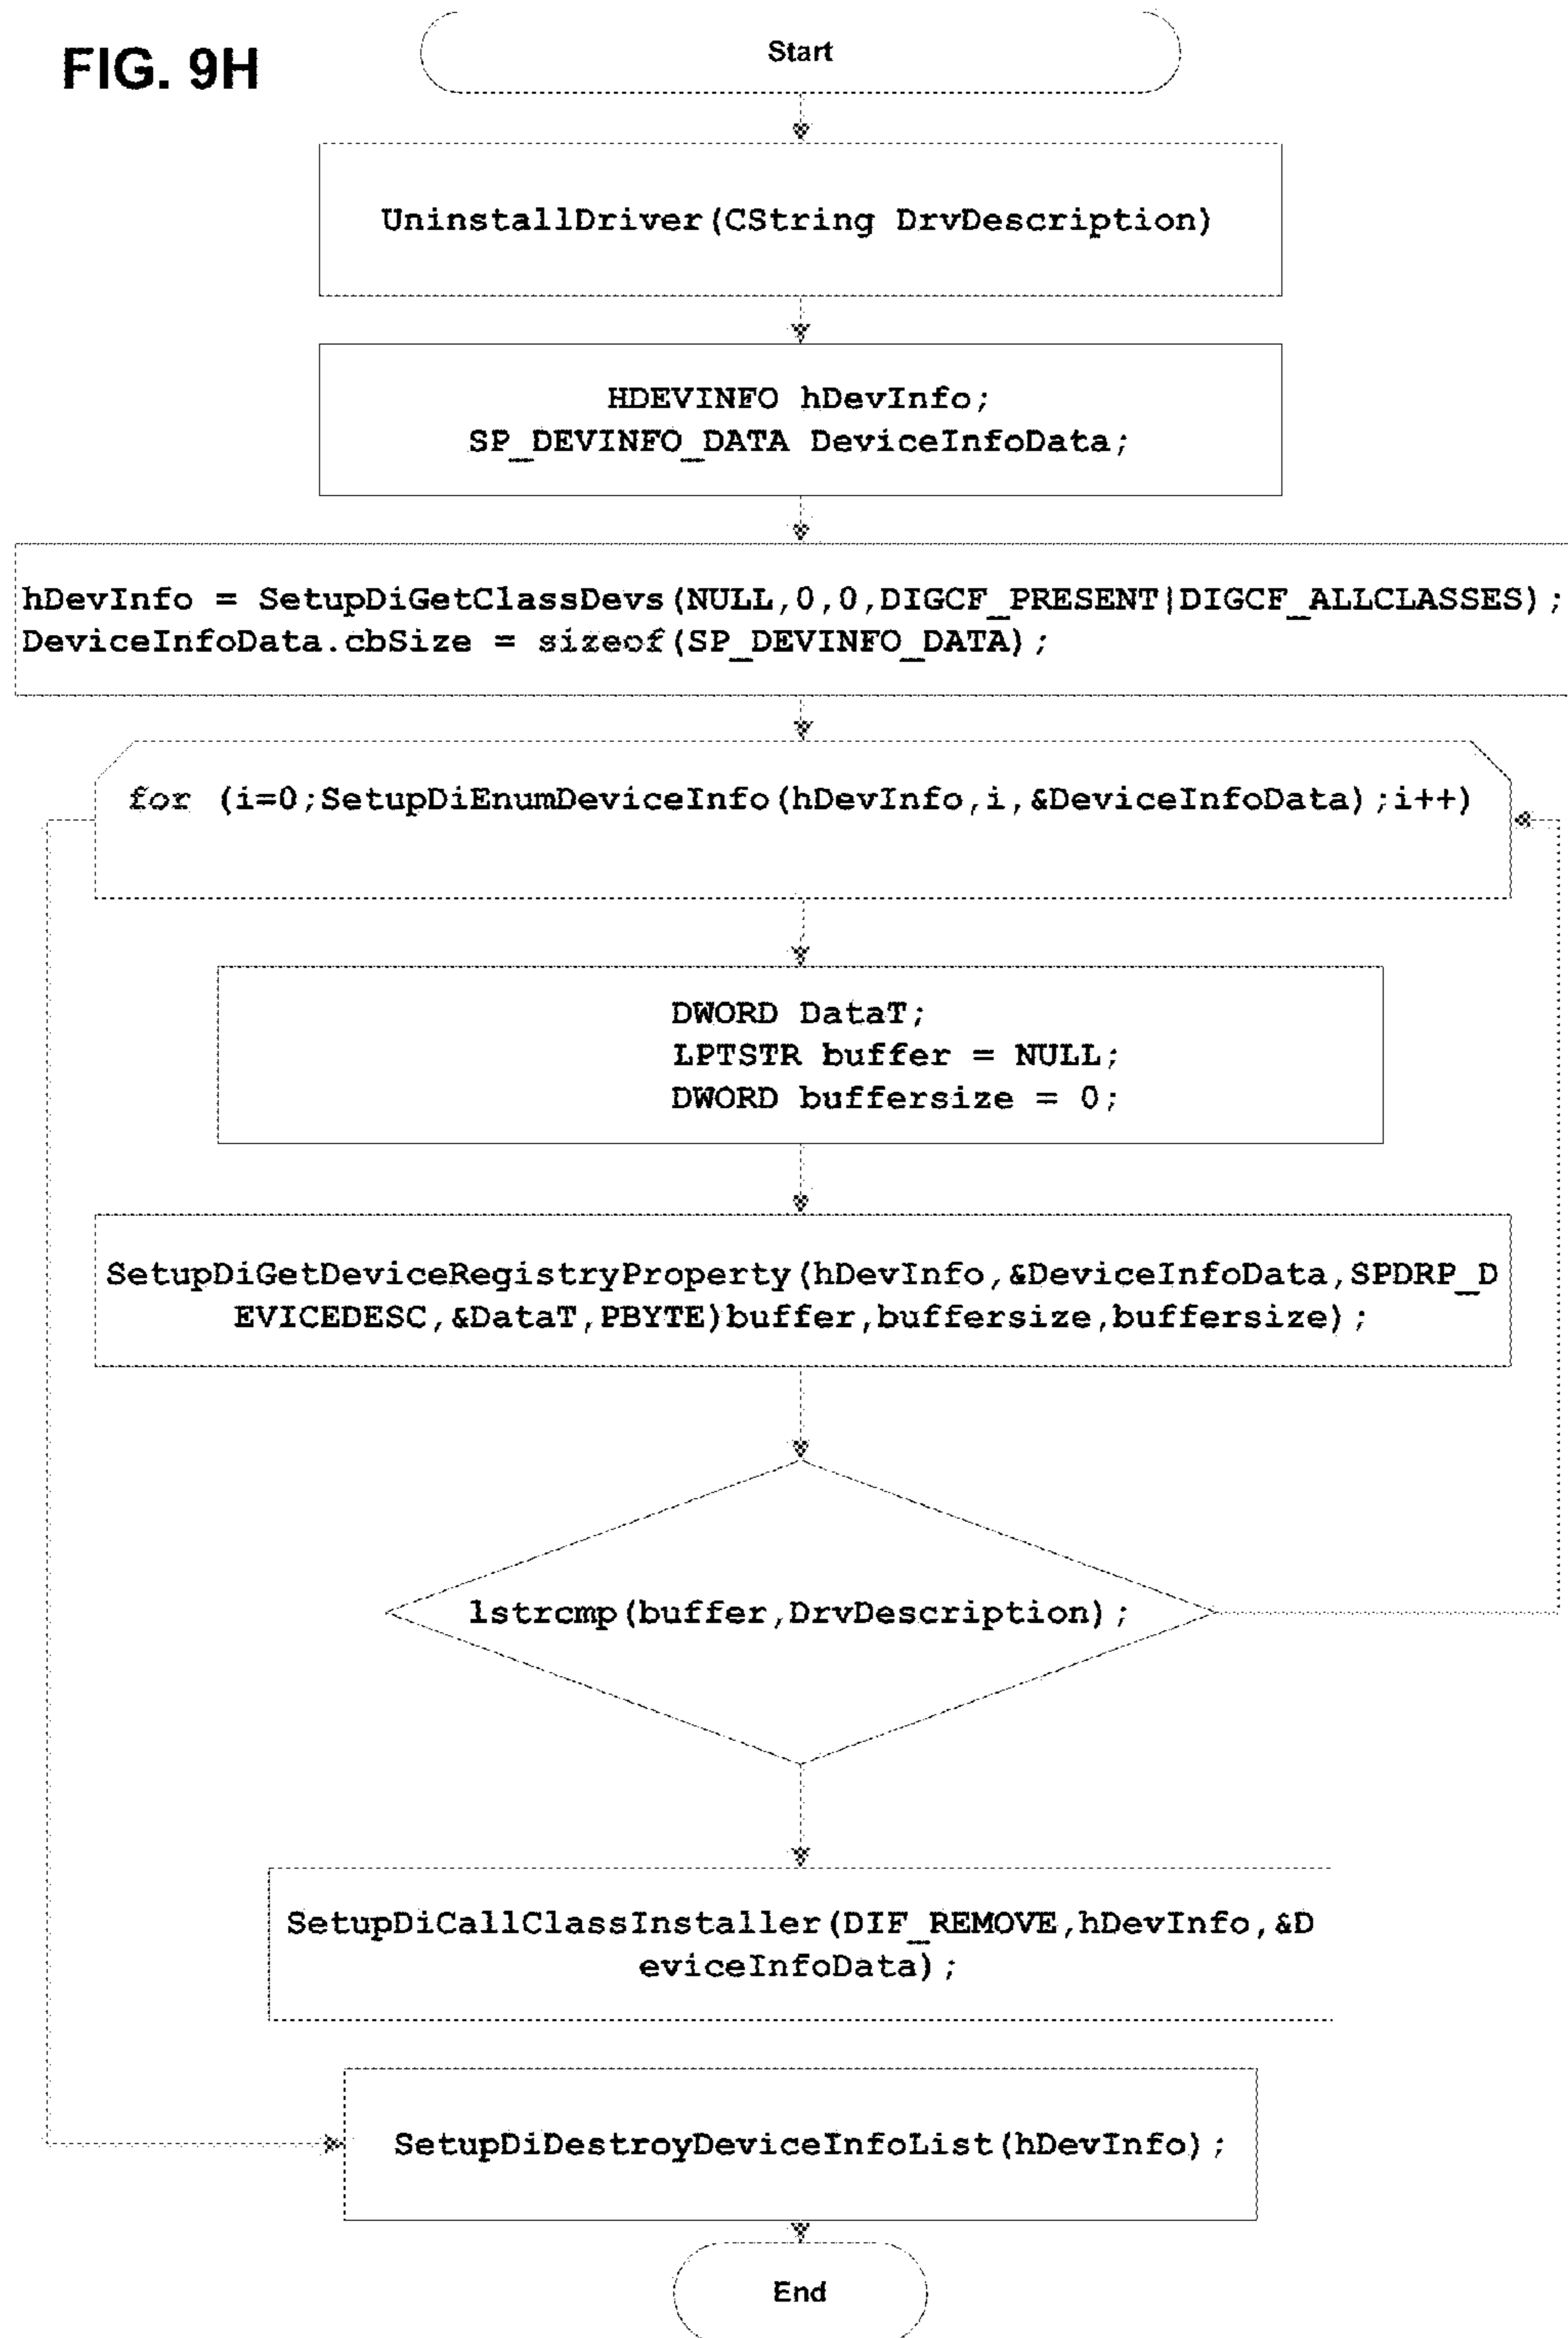 FIG. 9H
Start
UninstallDriver(CString DrvDescription)
HDEVINFO hDevInfo;
SP_DEVINFO_DATA DeviceInfoData;
hDevInfo = SetupDiGetClassDevs(NULL,0,0,DIGCF_PRESENT|DIGCF_ALLCLASSES);
DeviceInfoData.cbSize = sizeof(SP_DEVINFO_DATA);
for (i=0;SetupDiEnumDeviceInfo(hDevInfo,i,&DeviceInfoData);i++)
DWORD DataT;
LPTSTR buffer = NULL;
DWORD buffersize = 0;
SetupDiGetDeviceRegistryProperty(hDevInfo,&DeviceInfoData,SPDRP_D
EVICEDESC,&DataT,PBYTE)buffer,buffersize,buffersize);
lstrcmp(buffer,DrvDescription);
SetupDiCallClassInstaller(DIF_REMOVE,hDevInfo,&D
eviceInfoData);
SetupDiDestroyDeviceInfoList(hDevInfo);
End